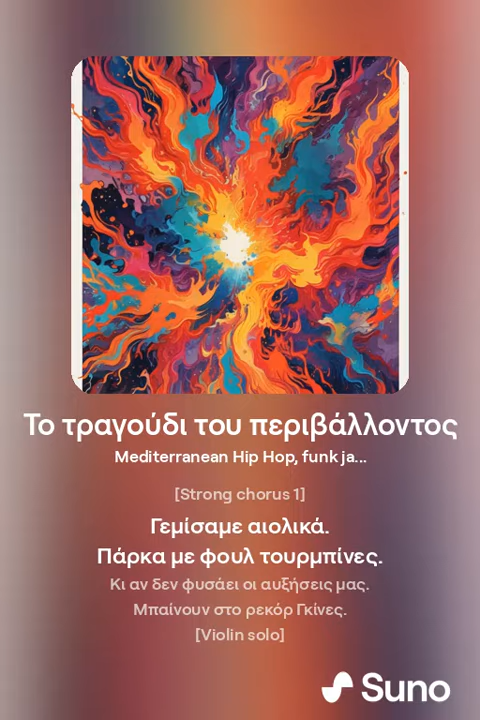 Το τραγούδι του περιβάλλοντος
Mediterranean Hip Hop, funk ja...
[Strong chorus 1]
Γεμίσαμε αιολικά.
Πάρκα με φουλ τουρμπίνες.
Κι αν δεν φυσάει οι αυξήσεις μας.
Μπαίνουν στο ρεκόρ Γκίνες.
[Violin solo]
Suno